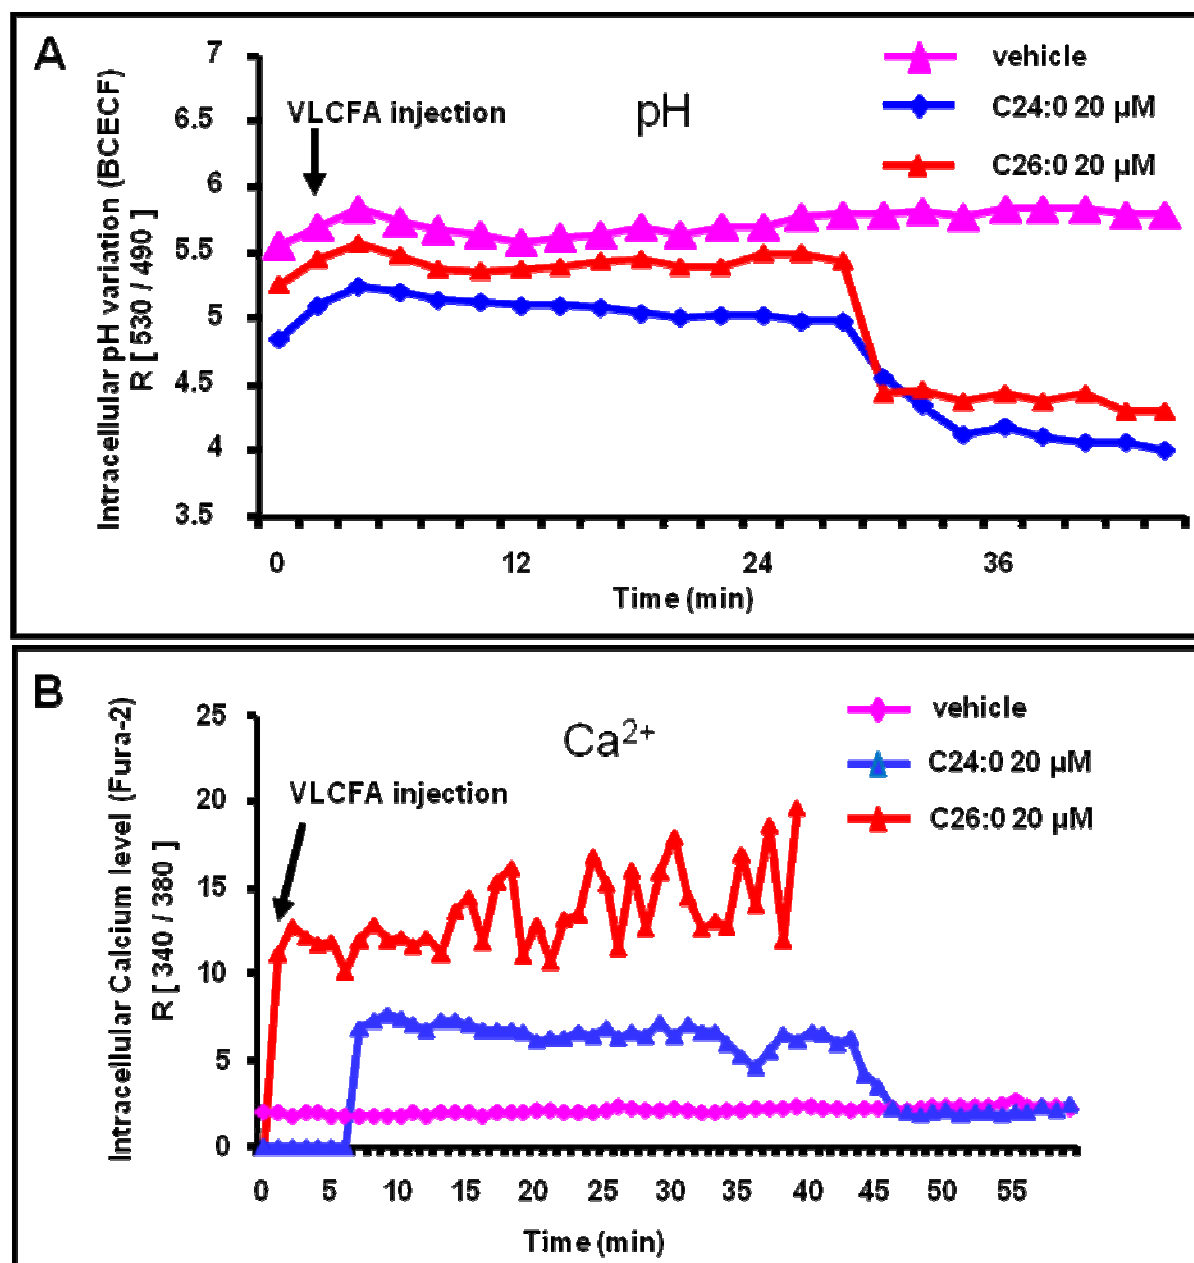 A
7
6.5
6
5.5
5
4.5
4
3.5
Intracellular pH variation (BCECF)
R [ 530 / 490 ]
VLCFA injection
pH
vehicle
C24:0 20 µM
C26:0 20 µM
0 12 24 36
Time (min)
B
25
20
15
10
5
0
Intracellular Calcium level (Fura-2)
R [ 340 / 380 ]
VLCFA injection
Ca²⁺
vehicle
C24:0 20 µM
C26:0 20 µM
0 5 10 15 20 25 30 35 40 45 50 55
Time (min)